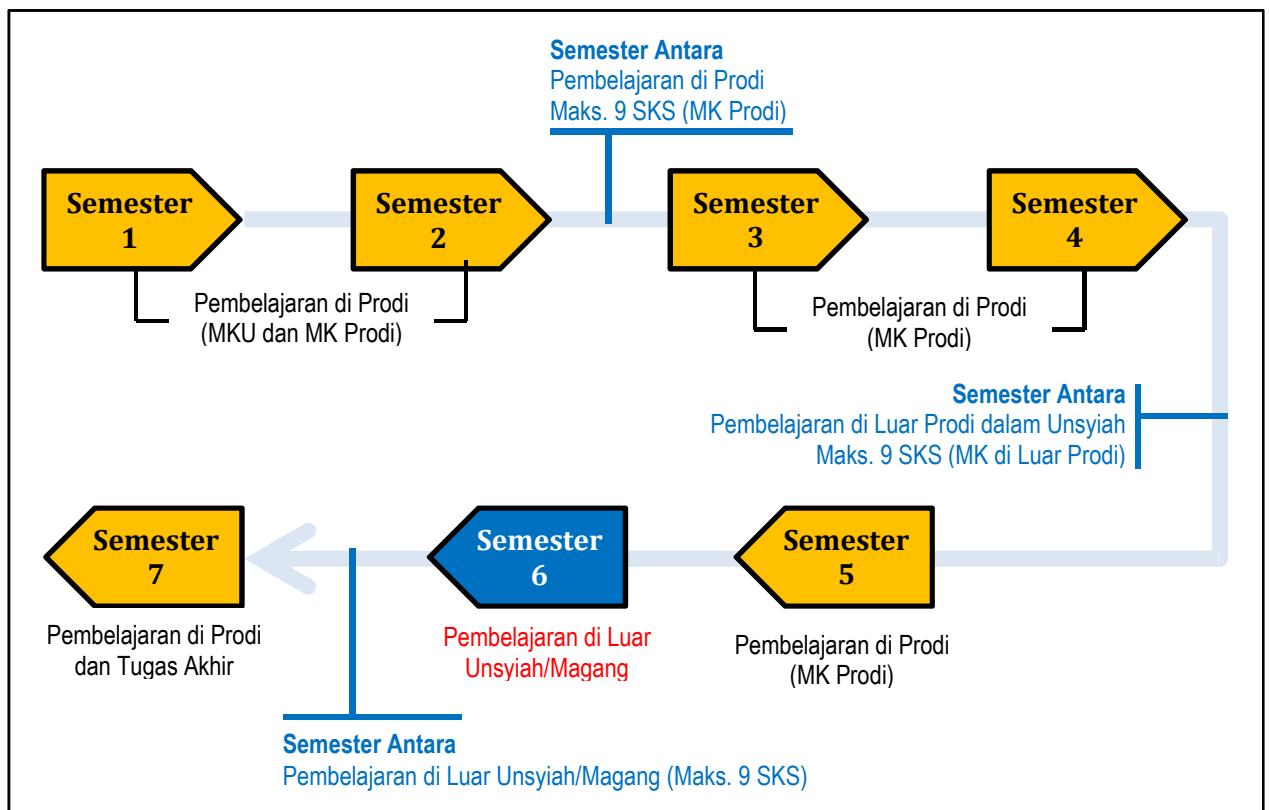 Semester Antara
Pembelajaran di Prodi
Maks. 9 SKS (MK Prodi)
Semester
1
Semester
2
Semester
3
Semester
4
Pembelajaran di Prodi
(MKU dan MK Prodi)
Pembelajaran di Prodi
(MK Prodi)
Semester Antara
Pembelajaran di Luar Prodi dalam Unsyiah
Maks. 9 SKS (MK di Luar Prodi)
Semester
7
Semester
6
Semester
5
Pembelajaran di Prodi
dan Tugas Akhir
Pembelajaran di Luar
Unsyiah/Magang
Pembelajaran di Prodi
(MK Prodi)
Semester Antara
Pembelajaran di Luar Unsyiah/Magang (Maks. 9 SKS)